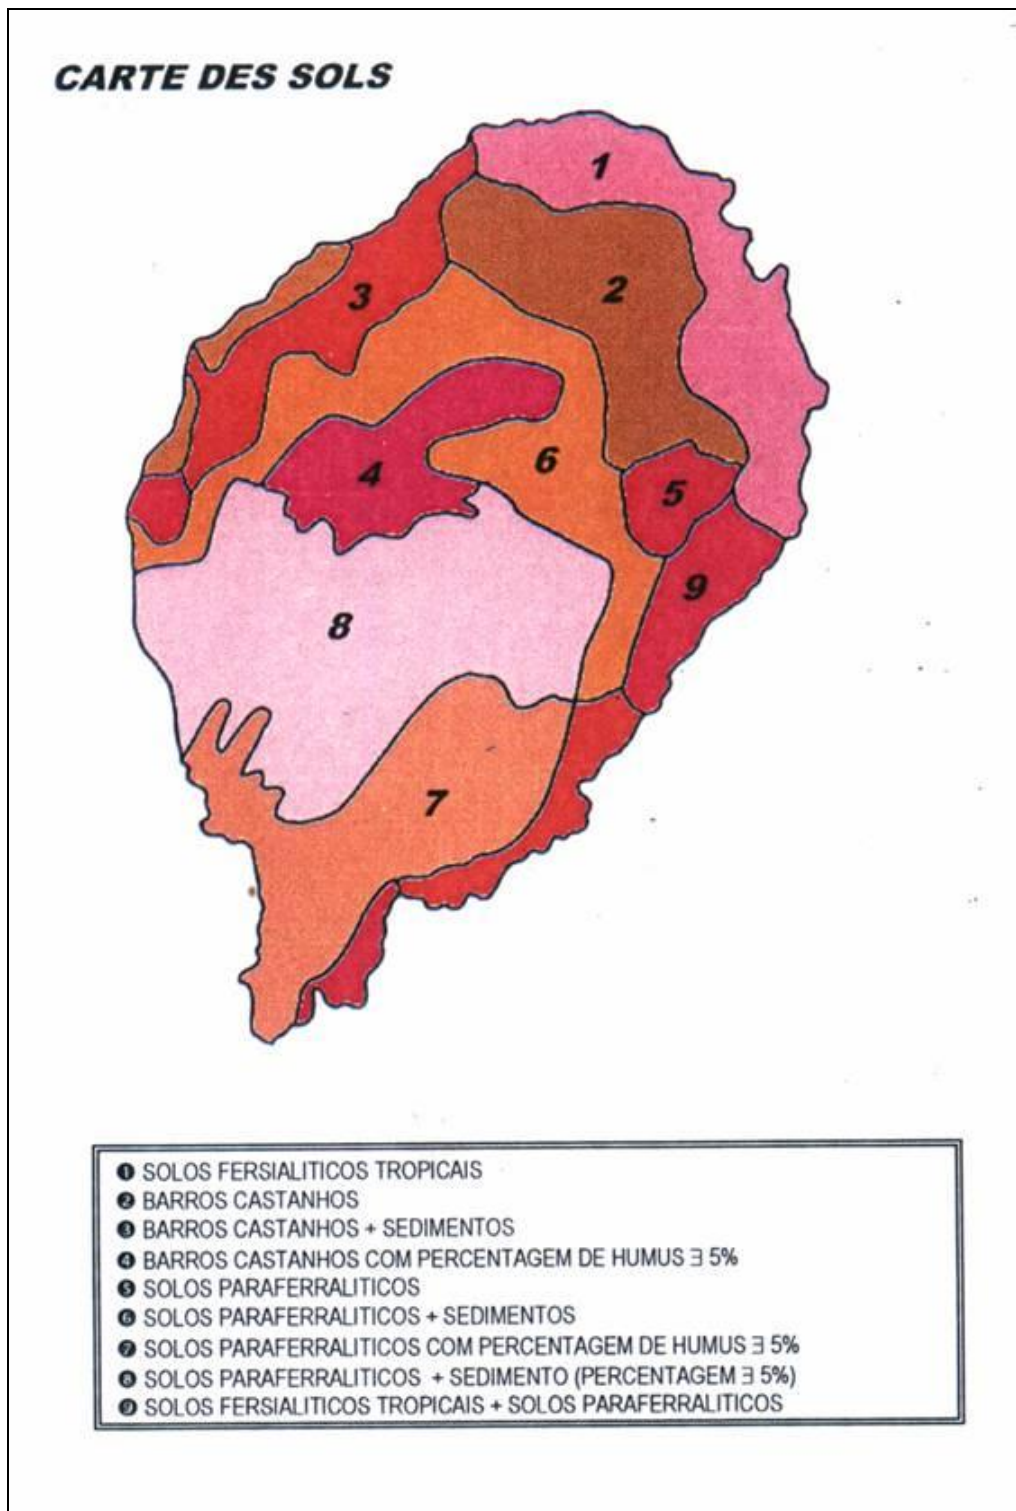 CARTE DES SOLS
1
2
3
4
6
5
9
8
7
❶ SOLOS FERSIALITICOS TROPICAIS
❷ BARROS CASTANHOS
❸ BARROS CASTANHOS + SEDIMENTOS
❹ BARROS CASTANHOS COM PERCENTAGEM DE HUMUS ∃ 5%
❺ SOLOS PARAFERRALITICOS
❻ SOLOS PARAFERRALITICOS + SEDIMENTOS
❼ SOLOS PARAFERRALITICOS COM PERCENTAGEM DE HUMUS ∃ 5%
❽ SOLOS PARAFERRALITICOS + SEDIMENTO (PERCENTAGEM ∃ 5%)
❾ SOLOS FERSIALITICOS TROPICAIS + SOLOS PARAFERRALITICOS